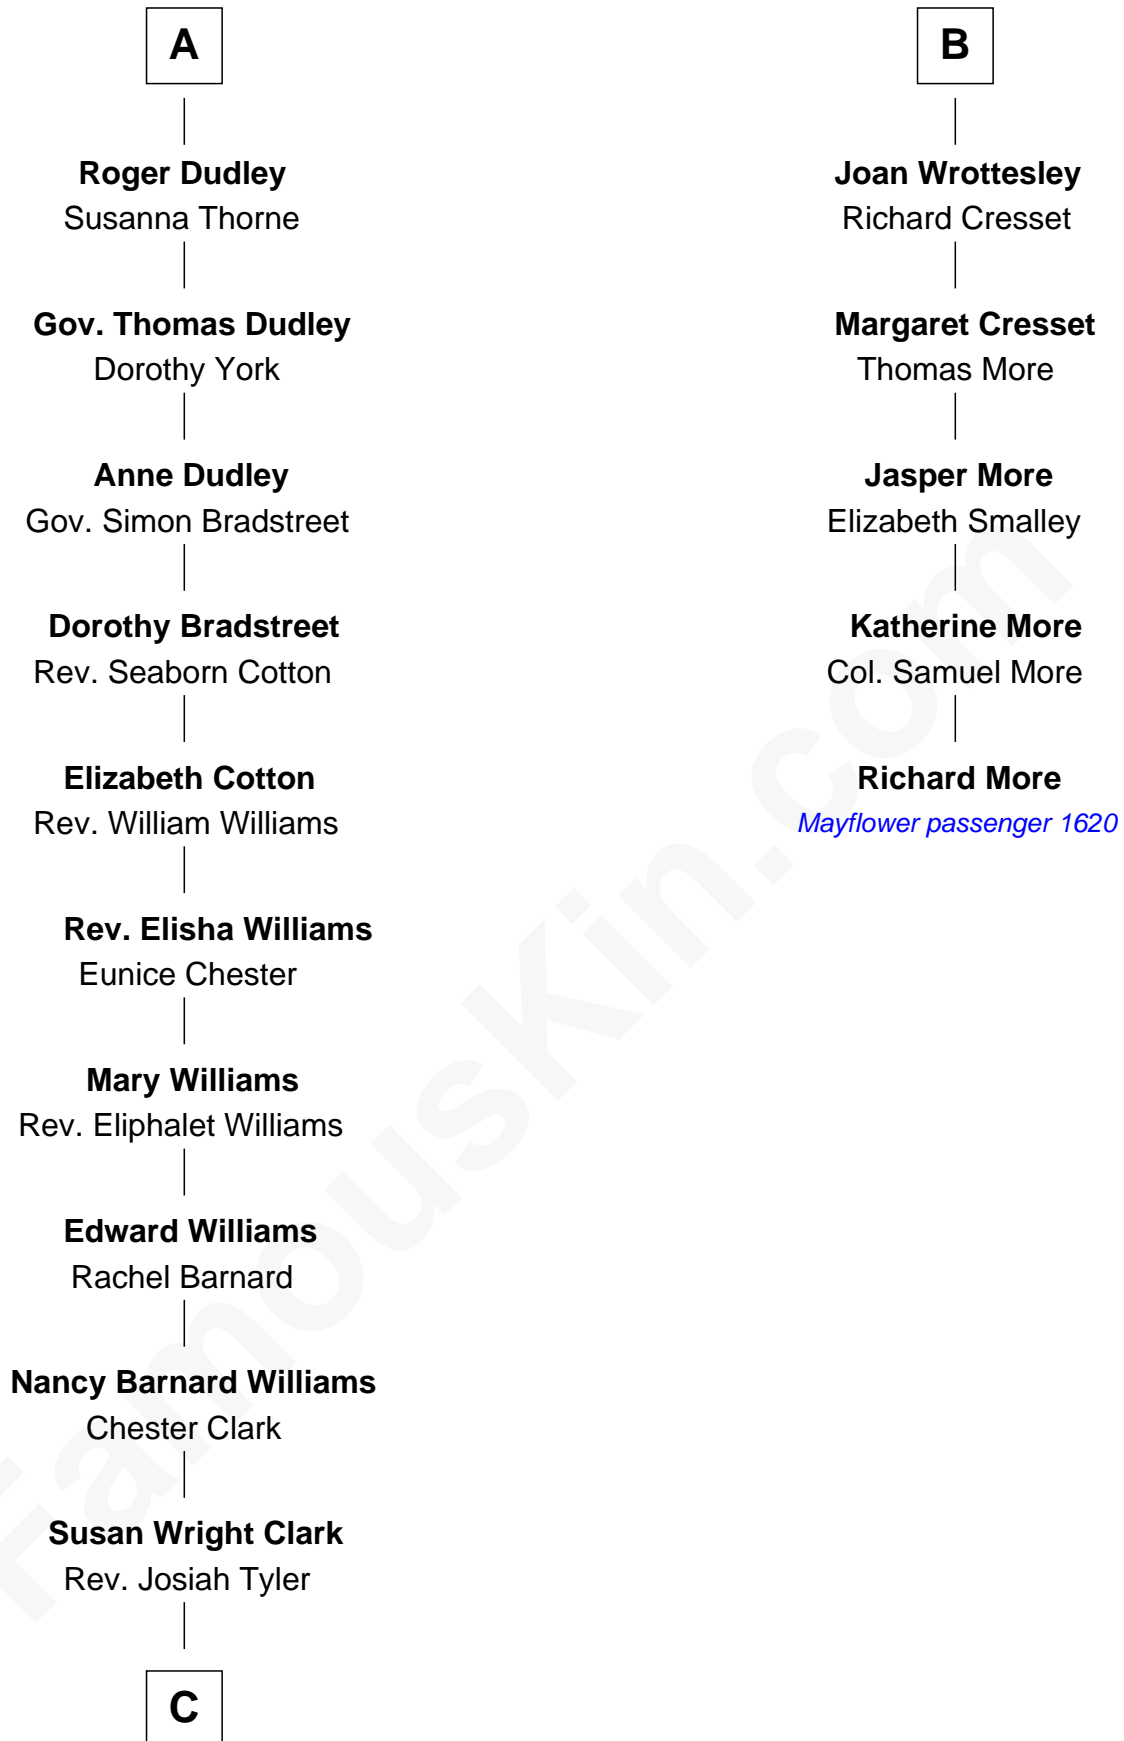 A
Roger Dudley
Susanna Thorne
Gov. Thomas Dudley
Dorothy York
Anne Dudley
Gov. Simon Bradstreet
Dorothy Bradstreet
Rev. Seaborn Cotton
Elizabeth Cotton
Rev. William Williams
Rev. Elisha Williams
Eunice Chester
Mary Williams
Rev. Eliphalet Williams
Edward Williams
Rachel Barnard
Nancy Barnard Williams
Chester Clark
Susan Wright Clark
Rev. Josiah Tyler
C
B
Joan Wrottesley
Richard Cresset
Margaret Cresset
Thomas More
Jasper More
Elizabeth Smalley
Katherine More
Col. Samuel More
Richard More
Mayflower passenger 1620
FamousKin.com